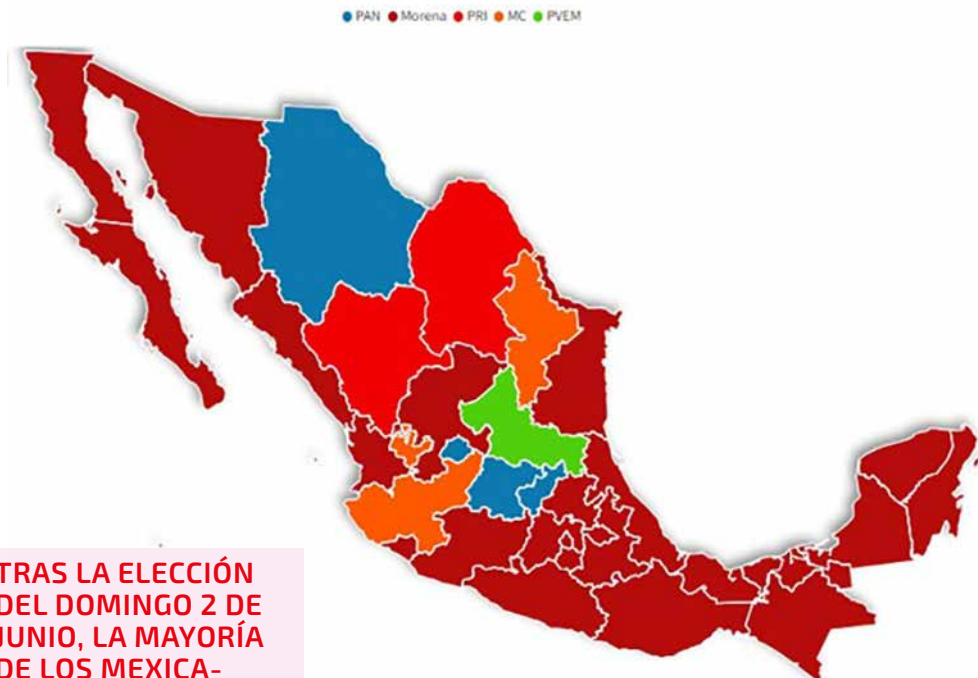 PAN Morena PRI MC PVEM
TRAS LA ELECCIÓN
DEL DOMINGO 2 DE
JUNIO, LA MAYORÍA
DE LOS MEXICA-